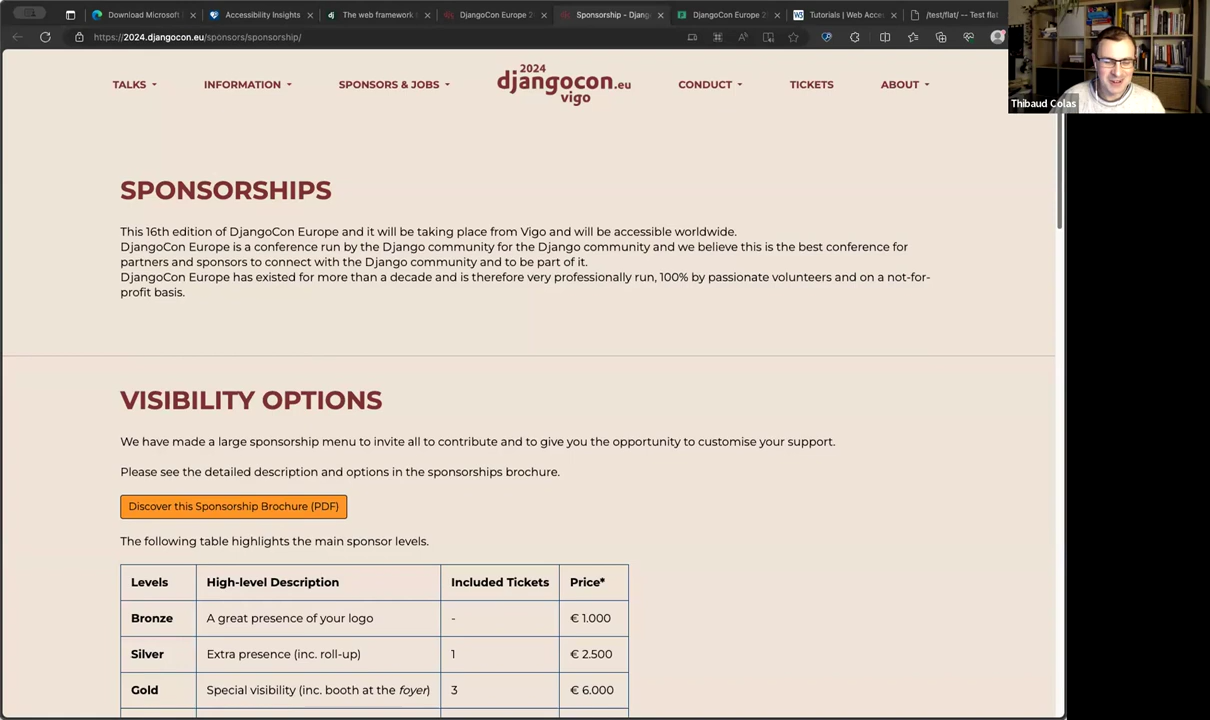 Download Microsoft
Accessibility Insights
The web framework
DjangoCon Europe 2
Sponsorship - Djang
DjangoCon Europe 2
Tutorials | Web Acce
/test/flat/ -- Test flat
https://2024.djangocon.eu/sponsors/sponsorship/
Thibaud Colas
TALKS
INFORMATION
SPONSORS & JOBS
2024
djangocon.eu
vigo
CONDUCT
TICKETS
ABOUT
SPONSORSHIPS
This 16th edition of DjangoCon Europe and it will be taking place from Vigo and will be accessible worldwide.
DjangoCon Europe is a conference run by the Django community for the Django community and we believe this is the best conference for
partners and sponsors to connect with the Django community and to be part of it.
DjangoCon Europe has existed for more than a decade and is therefore very professionally run, 100% by passionate volunteers and on a not-for-
profit basis.
VISIBILITY OPTIONS
We have made a large sponsorship menu to invite all to contribute and to give you the opportunity to customise your support.
Please see the detailed description and options in the sponsorships brochure.
Discover this Sponsorship Brochure (PDF)
The following table highlights the main sponsor levels.
Levels High-level Description Included Tickets Price*
Bronze A great presence of your logo - € 1.000
Silver Extra presence (inc. roll-up) 1 € 2.500
Gold Special visibility (inc. booth at the foyer) 3 € 6.000